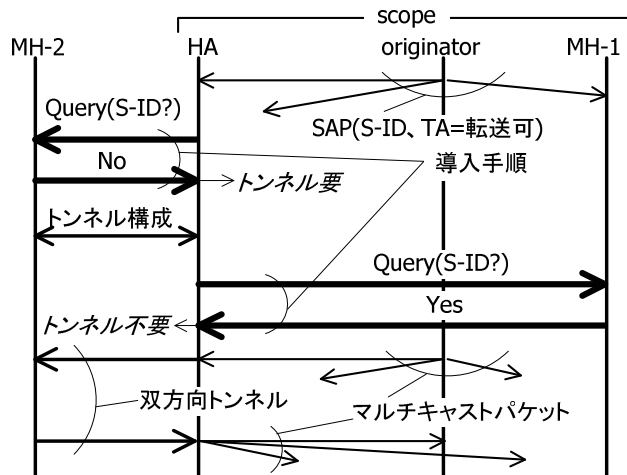 scope
MH-2
HA
originator
MH-1
Query(S-ID?)
SAP(S-ID、TA=転送可)
No
導入手順
トンネル要
トンネル構成
Query(S-ID?)
Yes
トンネル不要
双方向トンネル
マルチキャストパケット